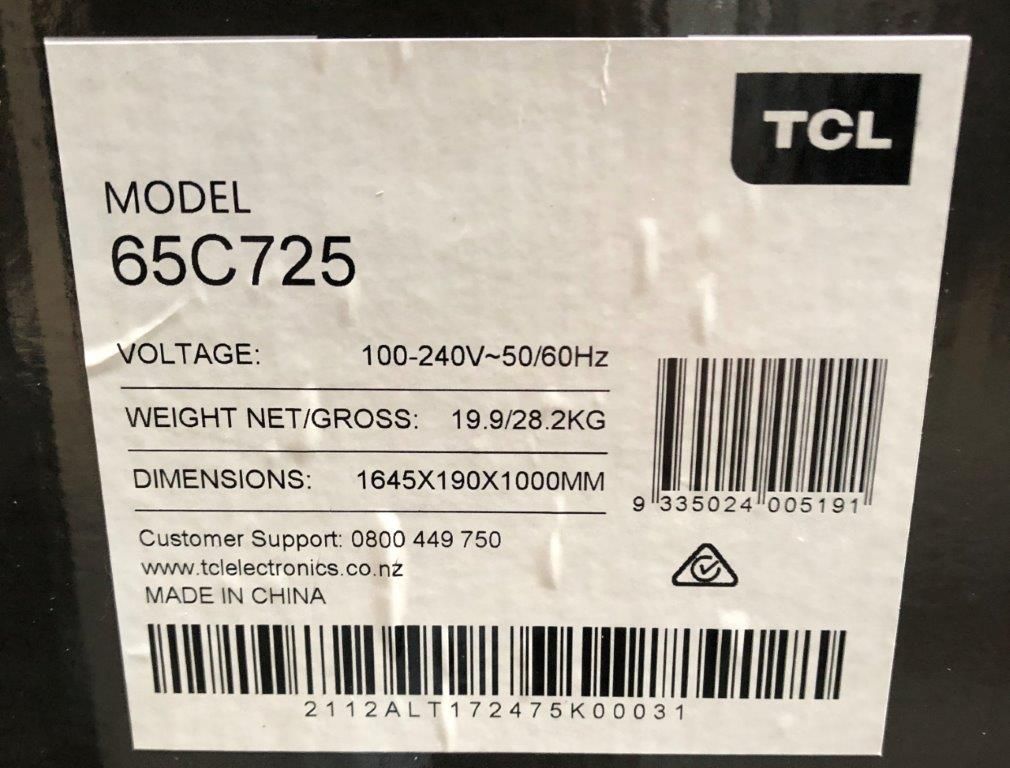 TCL
MODEL
65C725
VOLTAGE: 100-240V~50/60Hz
WEIGHT NET/GROSS: 19.9/28.2KG
DIMENSIONS: 1645X190X1000MM
9 335024 005191
Customer Support: 0800 449 750
www.tclelectronics.co.nz
MADE IN CHINA
2112ALT172475K00031